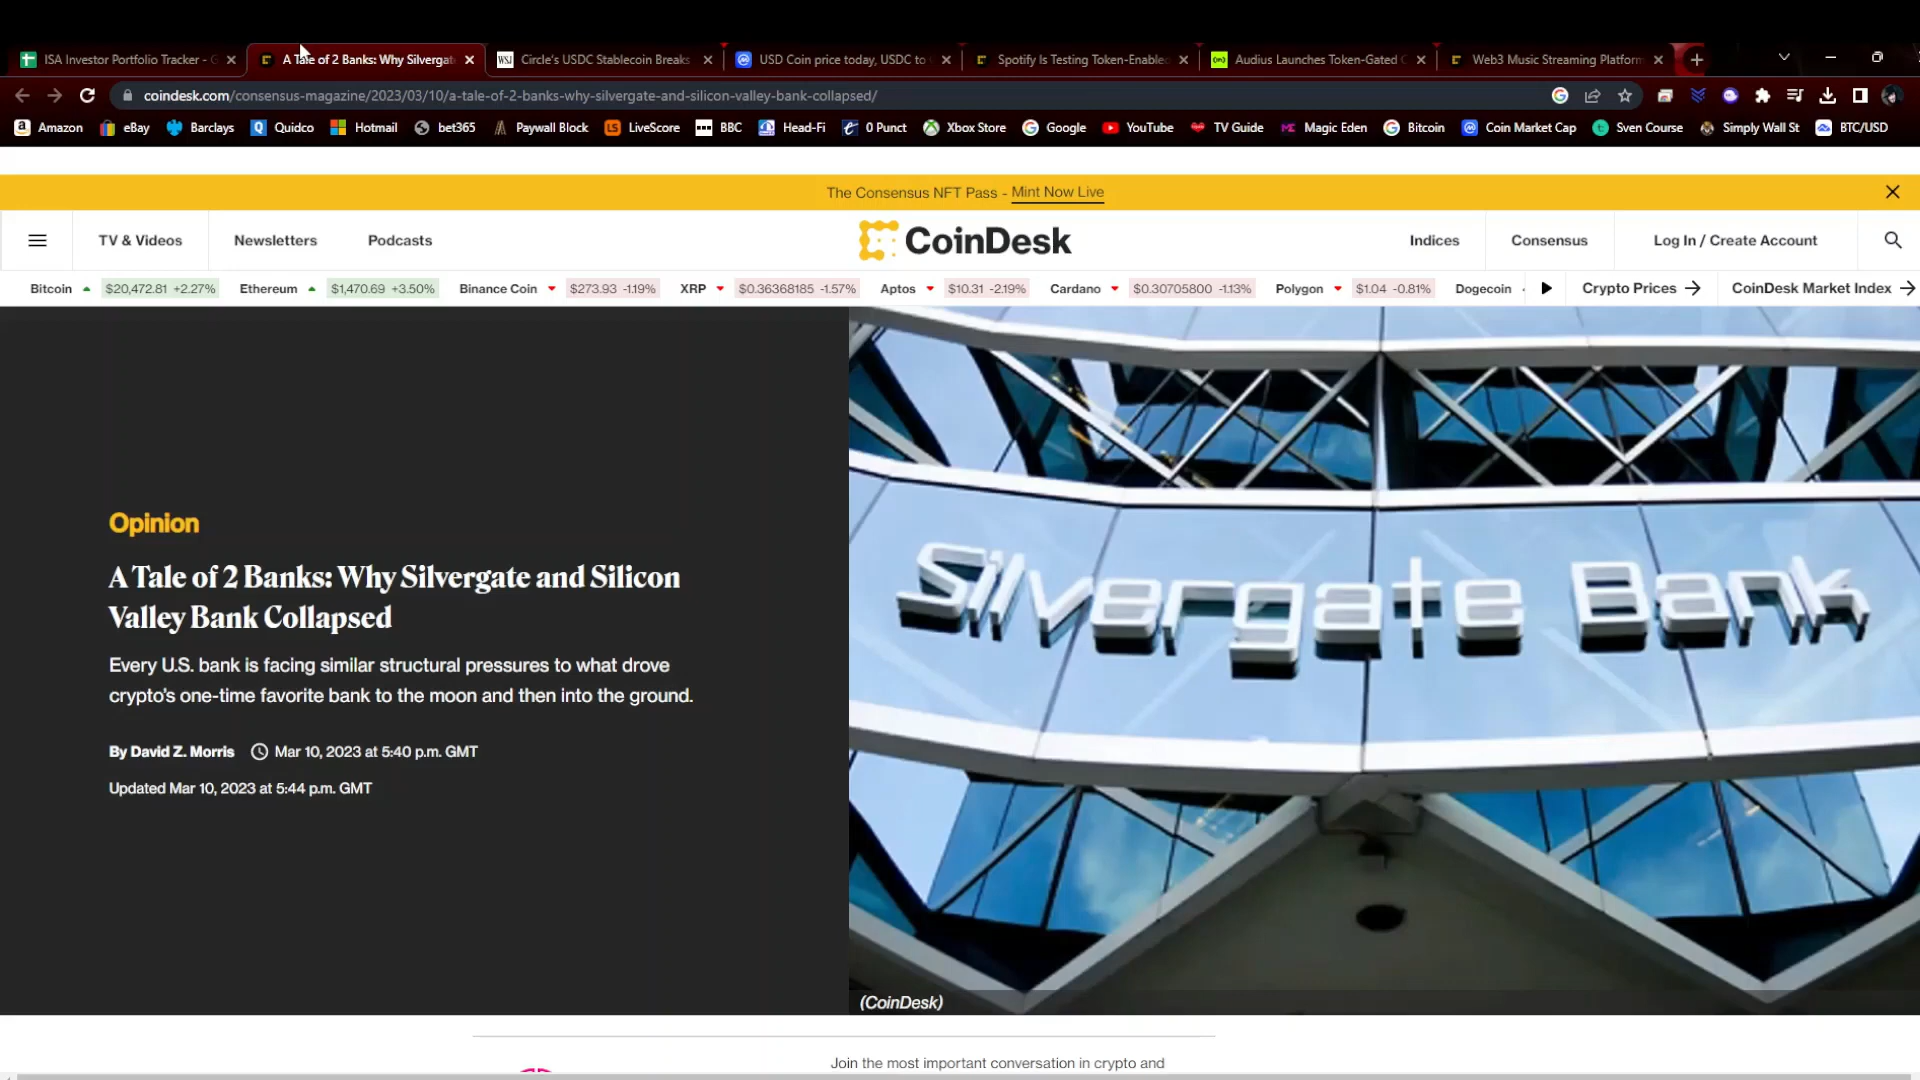 ISA Investor Portfolio Tracker - G
A Tale of 2 Banks: Why Silvergat
WSJ
Circle's USDC Stablecoin Breaks
USD Coin price today, USDC to
Spotify Is Testing Token-Enable
Audius Launches Token-Gated
Web3 Music Streaming Platform
coindesk.com/consensus-magazine/2023/03/10/a-tale-of-2-banks-why-silvergate-and-silicon-valley-bank-collapsed/
Amazon eBay Barclays Quidco Hotmail bet365 Paywall Block LiveScore BBC Head-Fi 0 Punct Xbox Store Google YouTube TV Guide Magic Eden Bitcoin Coin Market Cap Sven Course Simply Wall St BTC/USD
The Consensus NFT Pass - Mint Now Live
TV & Videos Newsletters Podcasts CoinDesk Indices Consensus Log In / Create Account
Bitcoin $20,472.81 +2.27% Ethereum $1,470.69 +3.50% Binance Coin $273.93 -1.19% XRP $0.36368185 -1.57% Aptos $10.31 -2.19% Cardano $0.30705800 -1.13% Polygon $1.04 -0.81% Dogecoin Crypto Prices CoinDesk Market Index
Opinion
A Tale of 2 Banks: Why Silvergate and Silicon
Valley Bank Collapsed
Every U.S. bank is facing similar structural pressures to what drove
crypto's one-time favorite bank to the moon and then into the ground.
By David Z. Morris Mar 10, 2023 at 5:40 p.m. GMT
Updated Mar 10, 2023 at 5:44 p.m. GMT
Silvergate Bank
(CoinDesk)
Join the most important conversation in crypto and